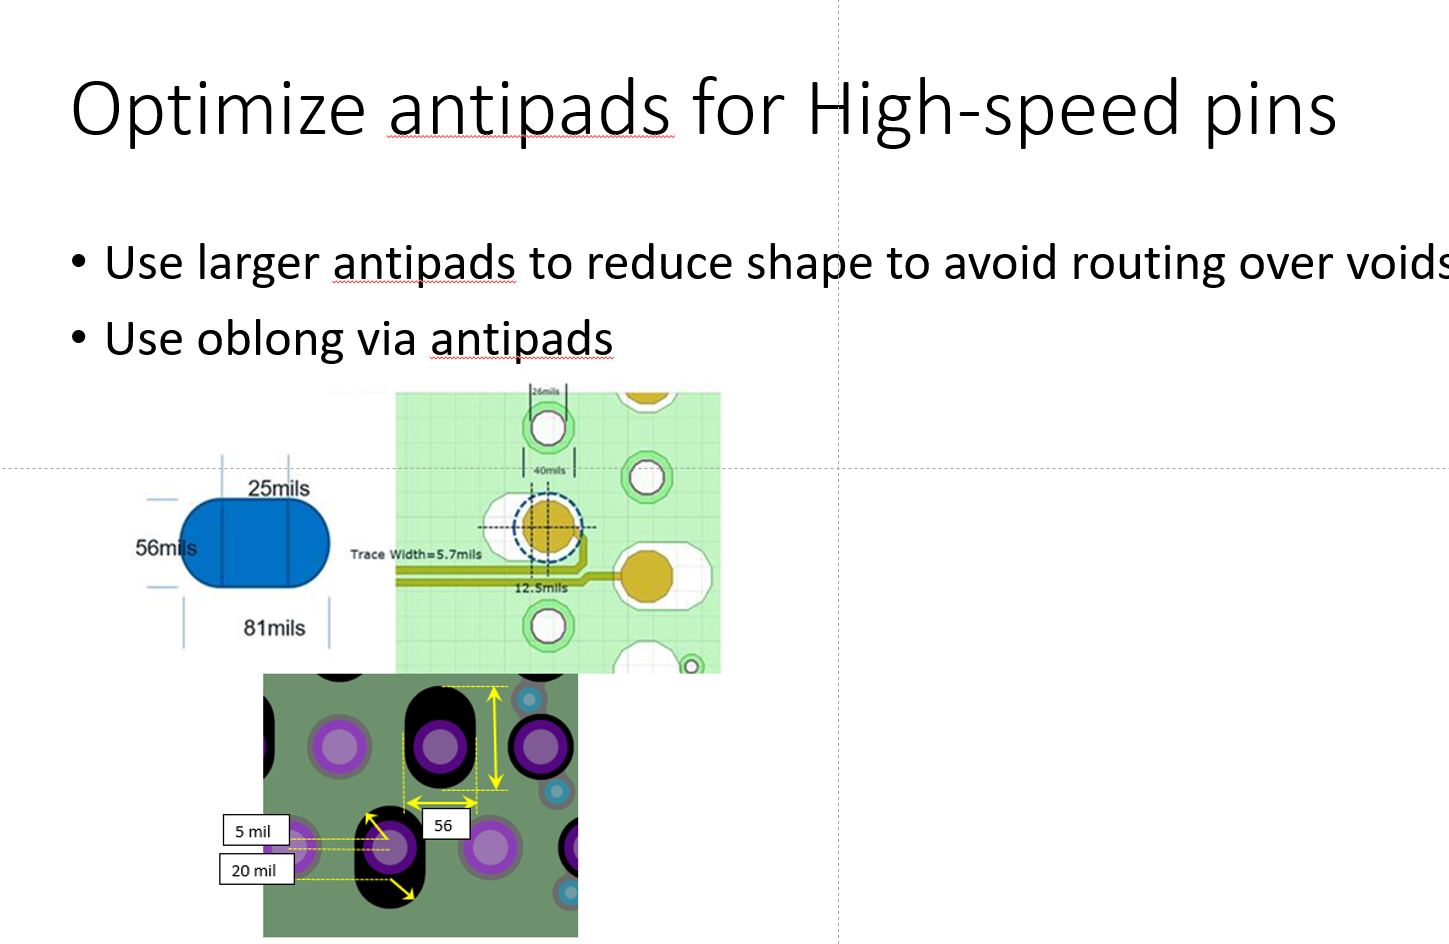 Optimize antipads for High-speed pins
• Use larger antipads to reduce shape to avoid routing over voids
• Use oblong via antipads
26mils
40mils
25mils
56mils
Trace Width=5.7mils
12.5mils
81mils
56
5 mil
20 mil